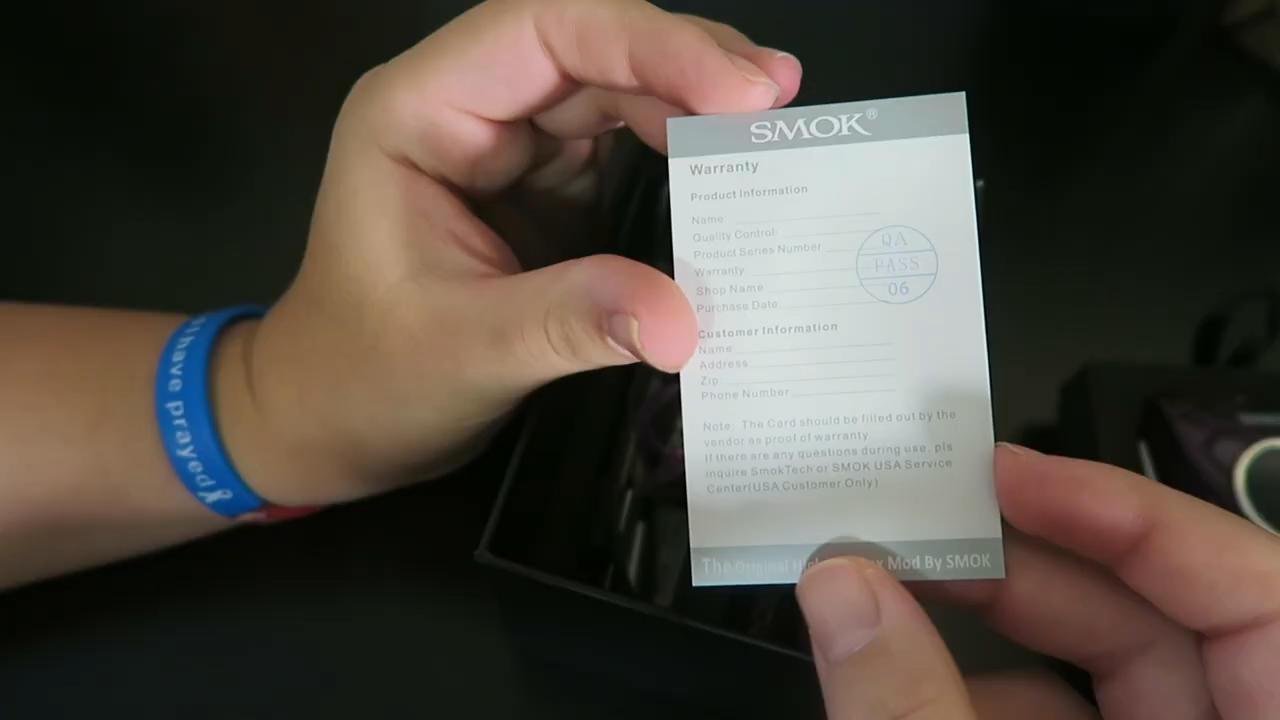 SMOK®
Warranty
Product Information
Name
Quality Control:
Product Series Number
Warranty
Shop Name
Purchase Date
QA
PASS
06
Customer Information
Name
Address
Zip
Phone Number
Note: The Card should be filled out by the
vendor as proof of warranty
If there are any questions during use, pls
inquire SmokTech or SMOK USA Service
Center(USA Customer Only)
The Original Mod By SMOK
I have prayed